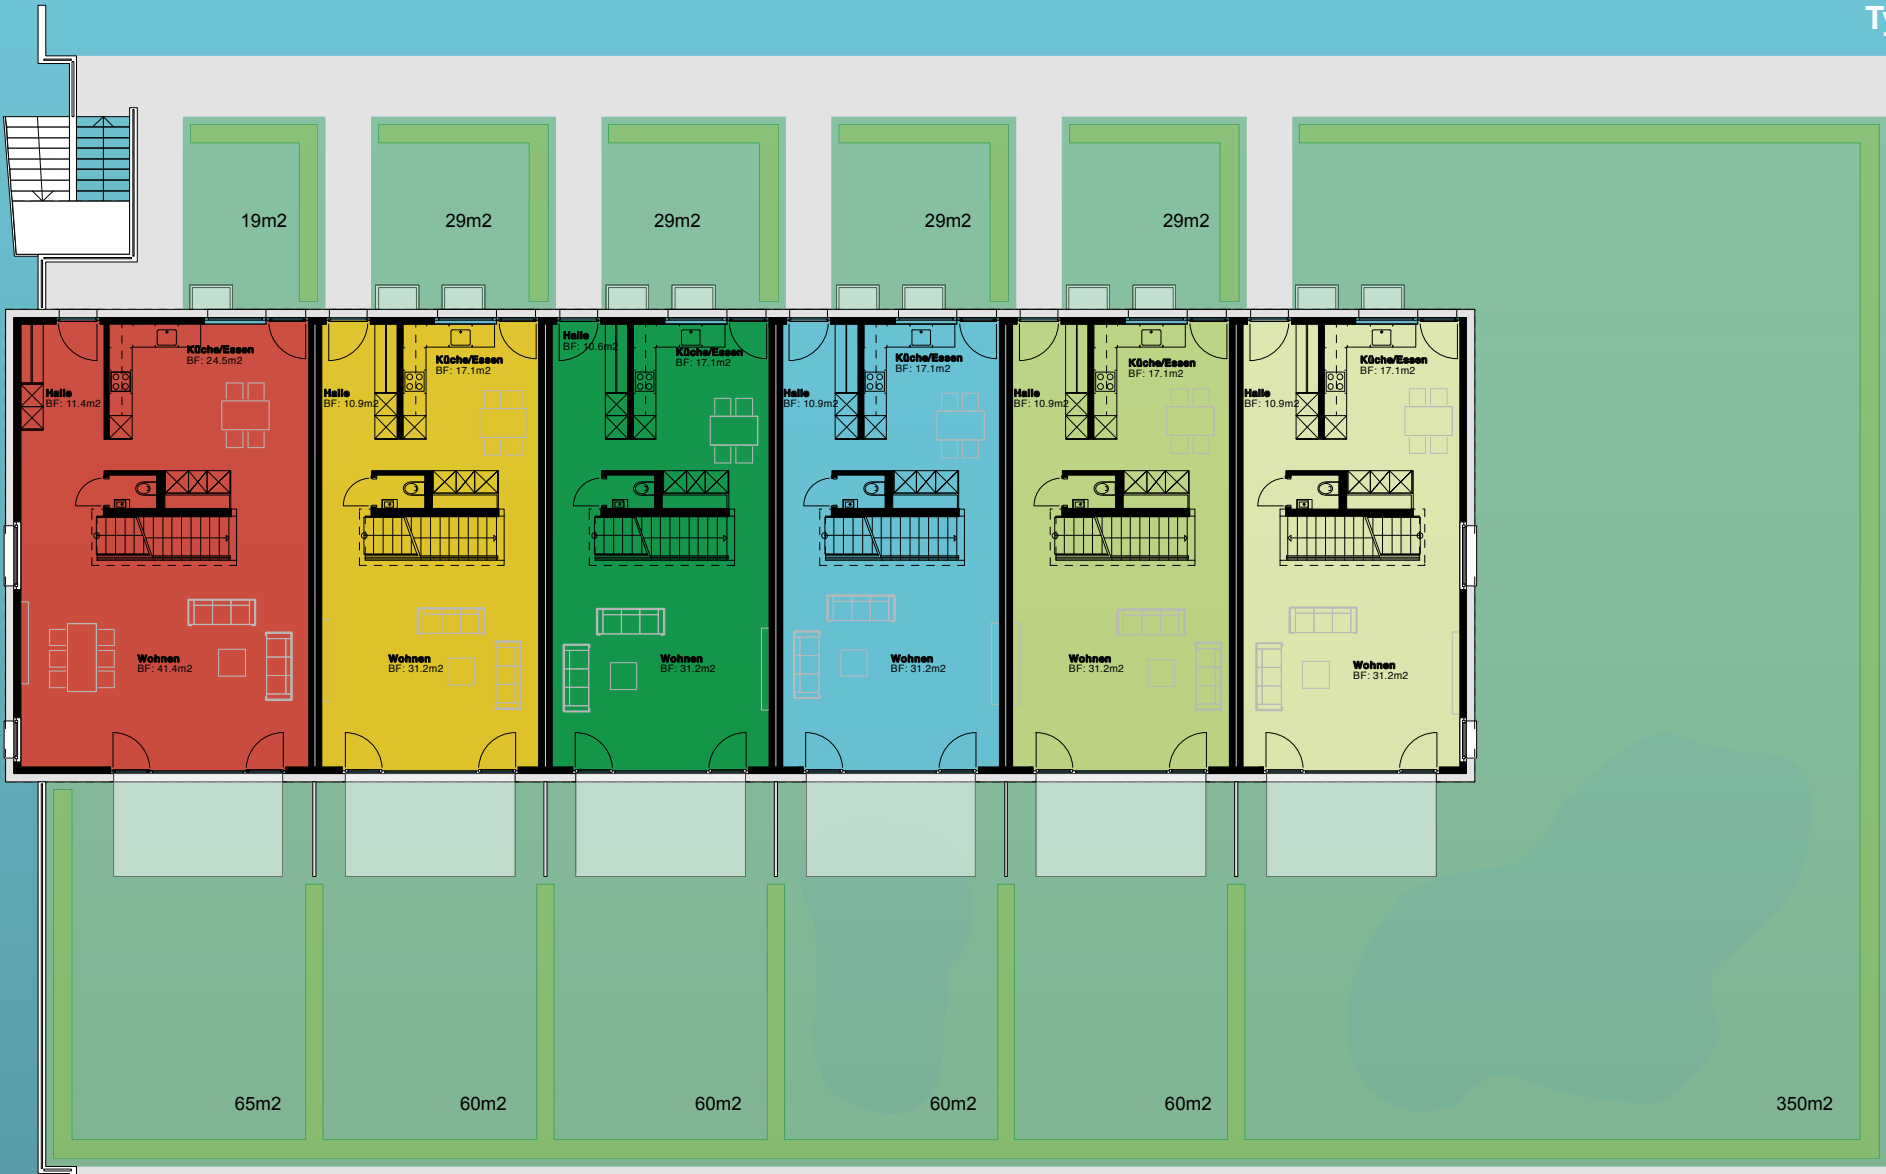 Ty
19m2
29m2
29m2
29m2
29m2
Küche/Essen
BF: 24.5m2
Halle
BF: 11.4m2
Küche/Essen
BF: 17.1m2
Halle
BF: 10.9m2
Halle
BF: 10.6m2
Küche/Essen
BF: 17.1m2
Küche/Essen
BF: 17.1m2
Halle
BF: 10.9m2
Küche/Essen
BF: 17.1m2
Halle
BF: 10.9m2
Küche/Essen
BF: 17.1m2
Halle
BF: 10.9m2
Wohnen
BF: 41.4m2
Wohnen
BF: 31.2m2
Wohnen
BF: 31.2m2
Wohnen
BF: 31.2m2
Wohnen
BF: 31.2m2
Wohnen
BF: 31.2m2
65m2
60m2
60m2
60m2
60m2
350m2